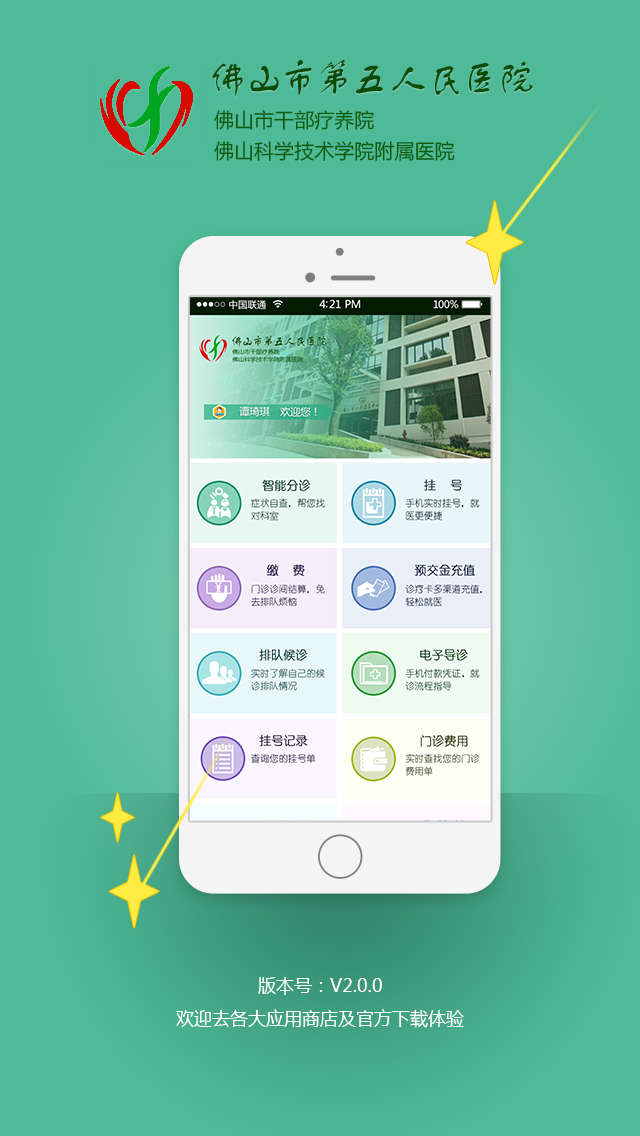 佛山市第五人民医院
佛山市干部疗养院
佛山科学技术学院附属医院
中国联通
4:21 PM
100%
佛山市第五人民医院
佛山市干部疗养院
佛山科学技术学院附属医院
谭琦琪 欢迎您！
智能分诊
症状自查，帮您找
对科室
挂 号
手机实时挂号，就
医更便捷
缴 费
门诊诊间结算，免
去排队烦恼
预交金充值
诊疗卡多渠道充值，
轻松就医
排队候诊
实时了解自己的候
诊排队情况
电子导诊
手机付款凭证、就
诊流程指导
挂号记录
查询您的挂号单
门诊费用
实时查找您的门诊
费用单
版本号：V2.0.0
欢迎去各大应用商店及官方下载体验